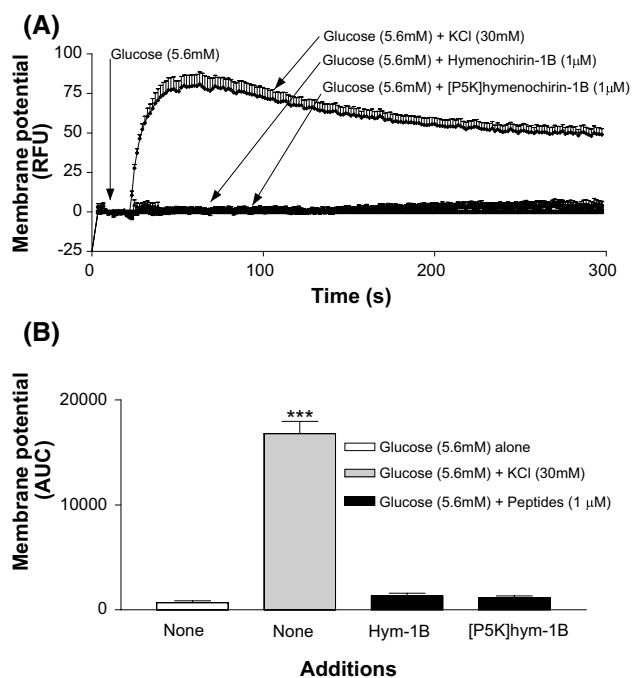 (A)
Glucose (5.6mM)
Glucose (5.6mM) + KCl (30mM)
Glucose (5.6mM) + Hymenochirin-1B (1μM)
Glucose (5.6mM) + [P5K]hymenochirin-1B (1μM)
Membrane potential
(RFU)
100
75
50
25
0
-25
0
100
200
300
Time (s)
(B)
Membrane potential
(AUC)
20000
10000
0
***
Glucose (5.6mM) alone
Glucose (5.6mM) + KCl (30mM)
Glucose (5.6mM) + Peptides (1 μM)
None
None
Hym-1B
[P5K]hym-1B
Additions